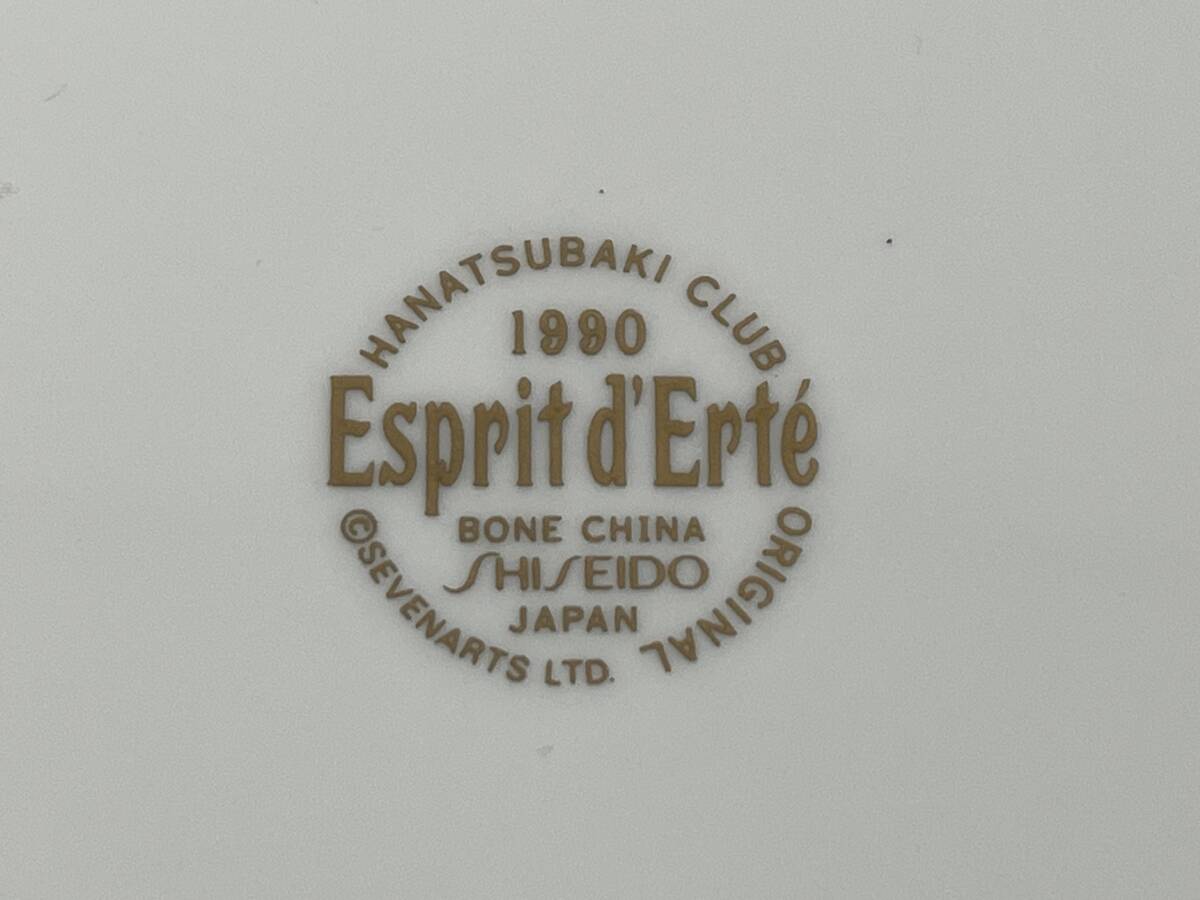 HANATSUBAKI CLUB ORIGINAL
1990
Esprit d'Erté
BONE CHINA
SHISEIDO
JAPAN
©SEVENARTS LTD.